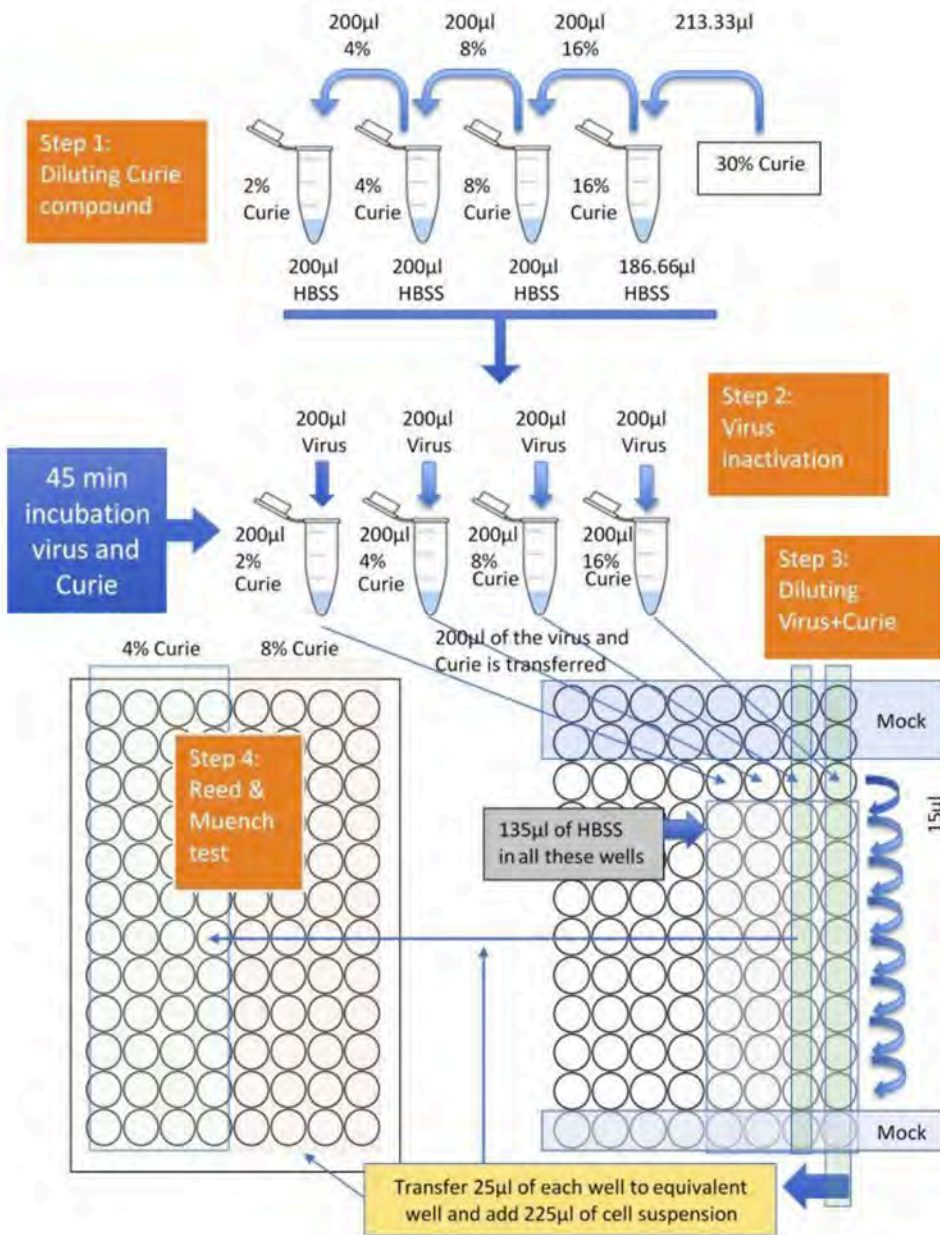 200µl
4%
200µl
8%
200µl
16%
213.33µl
Step 1:
Diluting Curie
compound
2%
Curie
4%
Curie
8%
Curie
16%
Curie
30% Curie
200µl
HBSS
200µl
HBSS
200µl
HBSS
186.66µl
HBSS
Step 2:
Virus
inactivation
200µl
Virus
200µl
Virus
200µl
Virus
200µl
Virus
45 min
incubation
virus and
Curie
200µl
2%
Curie
200µl
4%
Curie
200µl
8%
Curie
200µl
16%
Curie
Step 3:
Diluting
Virus+Curie
4% Curie
8% Curie
200µl of the virus and
Curie is transferred
Mock
Step 4:
Reed &
Muench
test
135µl of HBSS
in all these wells
15µl
Mock
Transfer 25µl of each well to equivalent
well and add 225µl of cell suspension